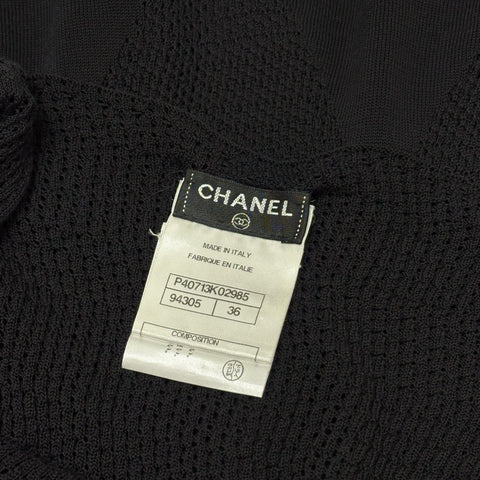 CHANEL
MADE IN ITALY
FABRIQUE EN ITALIE
P40713K02985
94305 36
COMPOSITION